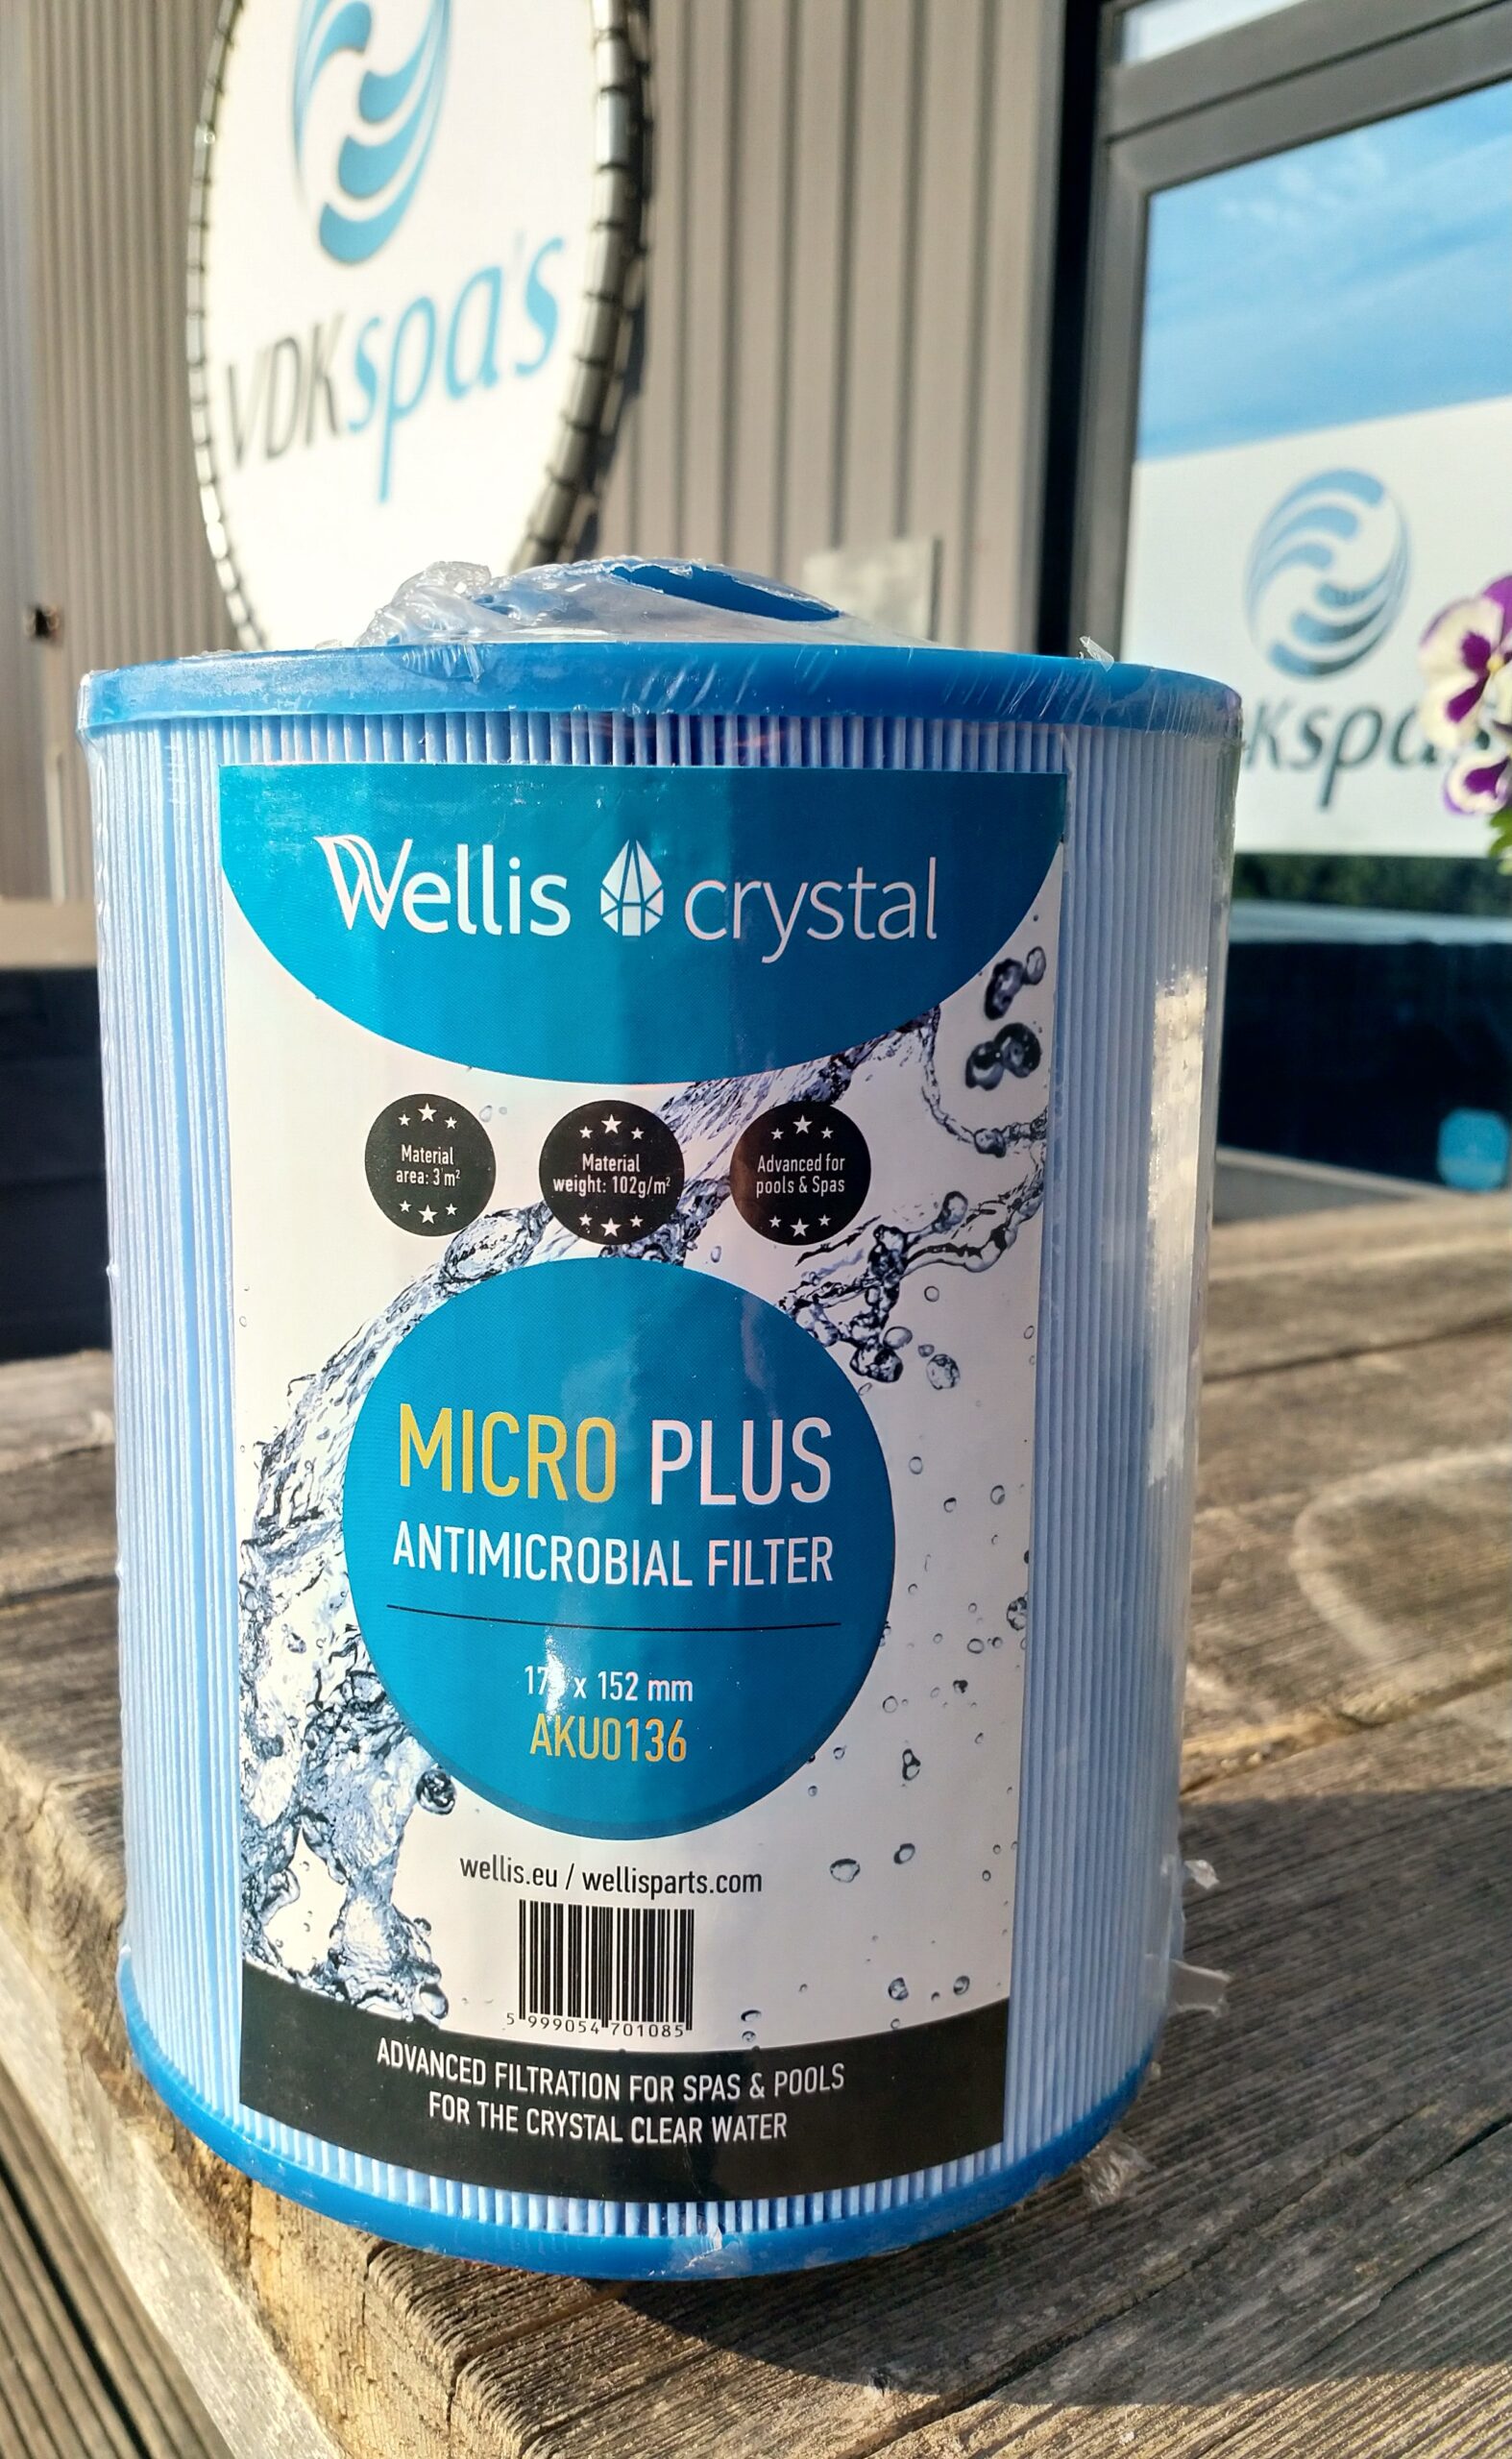 VDKspa's
Kspa
Wellis crystal
Material
area: 3 m²
Material
weight: 102g/m²
Advanced for
pools & Spas
MICRO PLUS
ANTIMICROBIAL FILTER
x 152 mm
AKU0136
wellis.eu / wellisparts.com
5 999054 701085
ADVANCED FILTRATION FOR SPAS & POOLS
FOR THE CRYSTAL CLEAR WATER